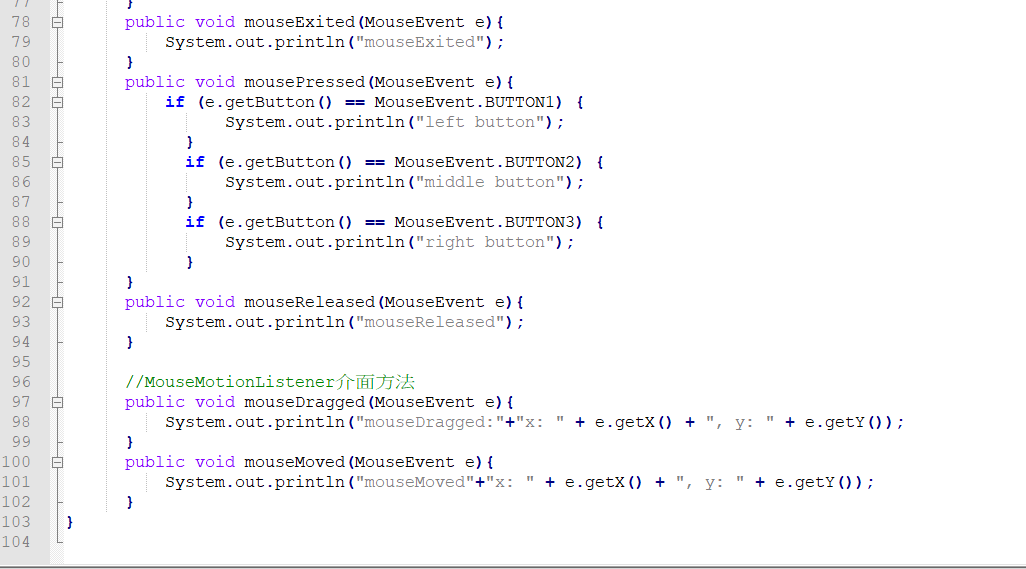 77 }
78 public void mouseExited(MouseEvent e){
79 System.out.println("mouseExited");
80 }
81 public void mousePressed(MouseEvent e){
82 if (e.getButton() == MouseEvent.BUTTON1) {
83 System.out.println("left button");
84 }
85 if (e.getButton() == MouseEvent.BUTTON2) {
86 System.out.println("middle button");
87 }
88 if (e.getButton() == MouseEvent.BUTTON3) {
89 System.out.println("right button");
90 }
91 }
92 public void mouseReleased(MouseEvent e){
93 System.out.println("mouseReleased");
94 }
95
96 //MouseMotionListener介面方法
97 public void mouseDragged(MouseEvent e){
98 System.out.println("mouseDragged:"+"x: " + e.getX() + ", y: " + e.getY());
99 }
100 public void mouseMoved(MouseEvent e){
101 System.out.println("mouseMoved"+"x: " + e.getX() + ", y: " + e.getY());
102 }
103 }
104